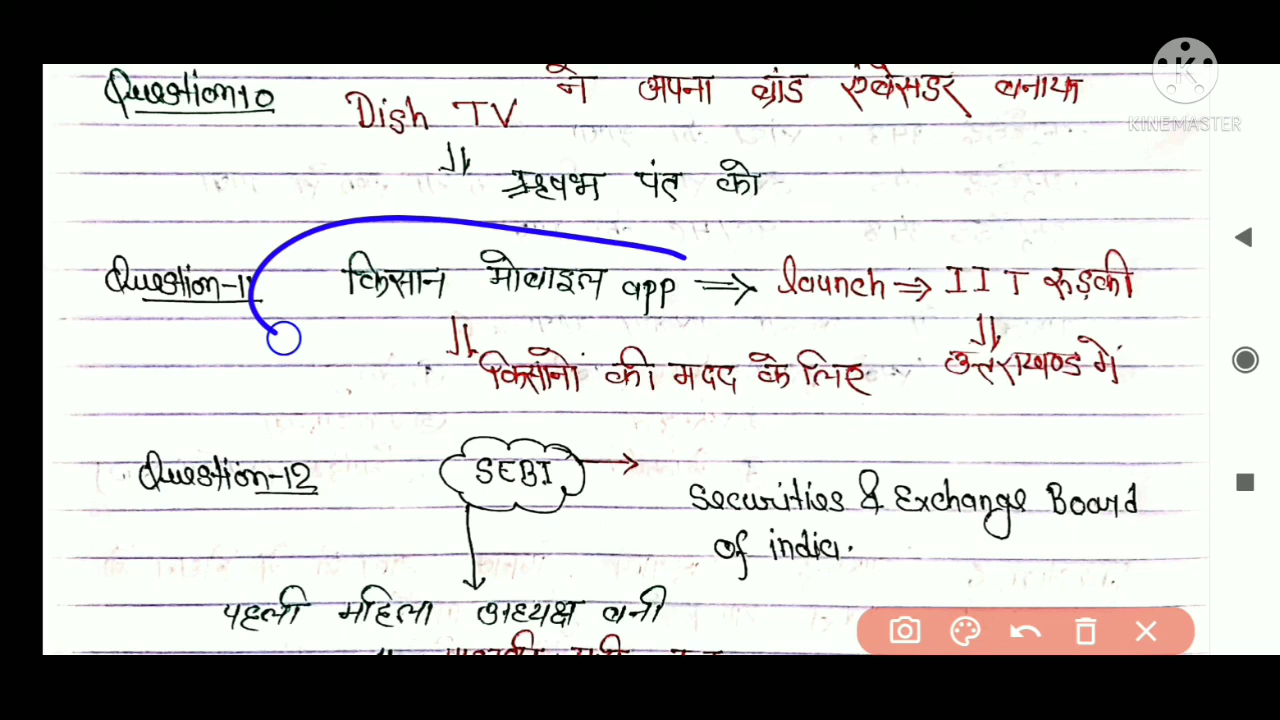 KINEMASTER
Question 10 Dish TV ने अपना ब्रांड एंबेसडर बनाया
ऋषभ पंत को
Question-11 किसान मोबाइल app ⇒ launch ⇒ IIT रुड़की
किसानों की मदद के लिए उत्तराखण्ड में
Question-12 SEBI → Securities & Exchange Board
of india.
पहली महिला अध्यक्ष बनी